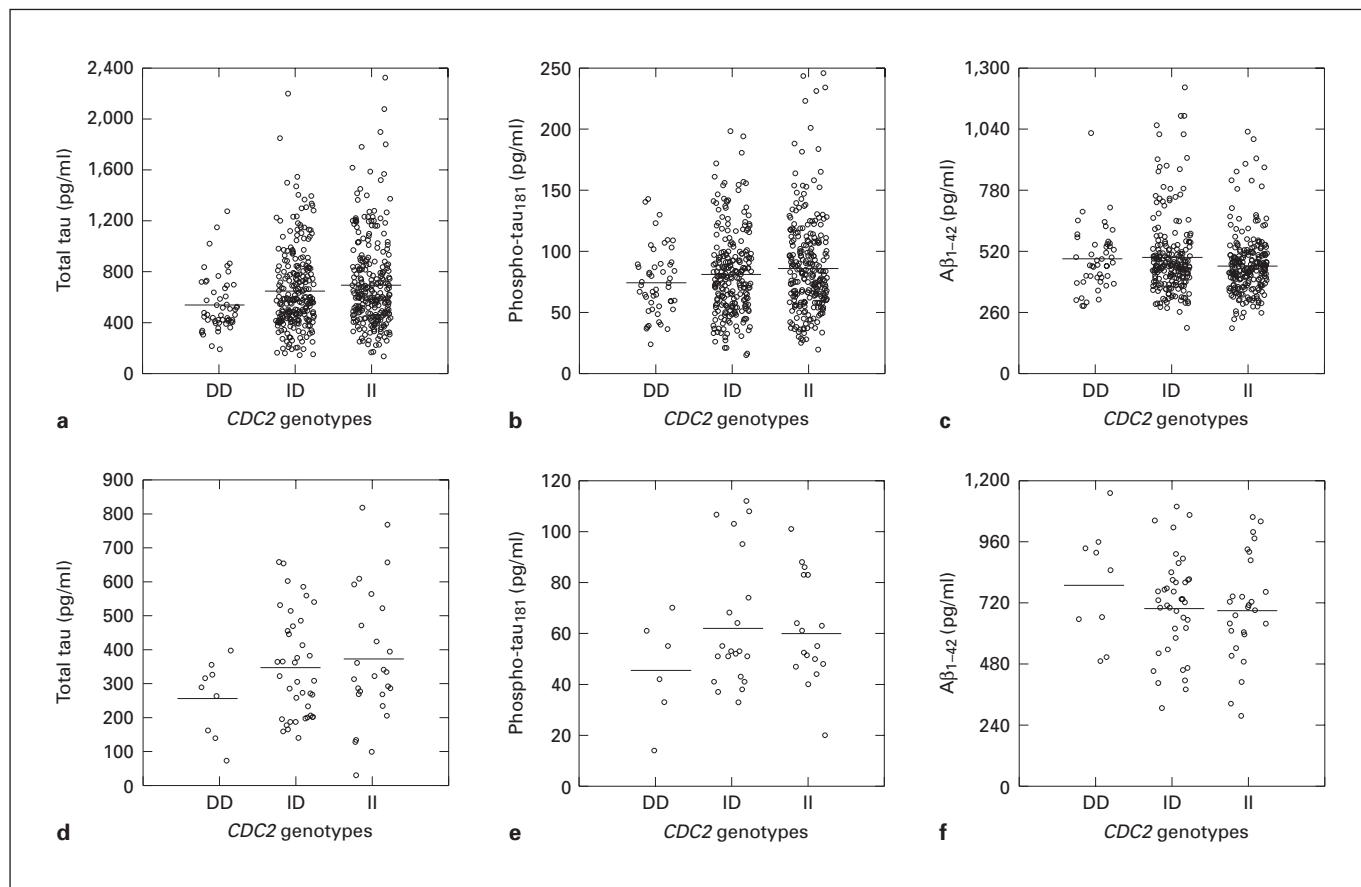 2,400
2,000
1,600
1,200
800
400
0
Total tau (pg/ml)
DD ID II
CDC2 genotypes
a
250
200
150
100
50
0
Phospho-tau181 (pg/ml)
DD ID II
CDC2 genotypes
b
1,300
1,040
780
520
260
0
Aβ1–42 (pg/ml)
DD ID II
CDC2 genotypes
c
900
800
700
600
500
400
300
200
100
0
Total tau (pg/ml)
DD ID II
CDC2 genotypes
d
120
100
80
60
40
20
0
Phospho-tau181 (pg/ml)
DD ID II
CDC2 genotypes
e
1,200
960
720
480
240
0
Aβ1–42 (pg/ml)
DD ID II
CDC2 genotypes
f